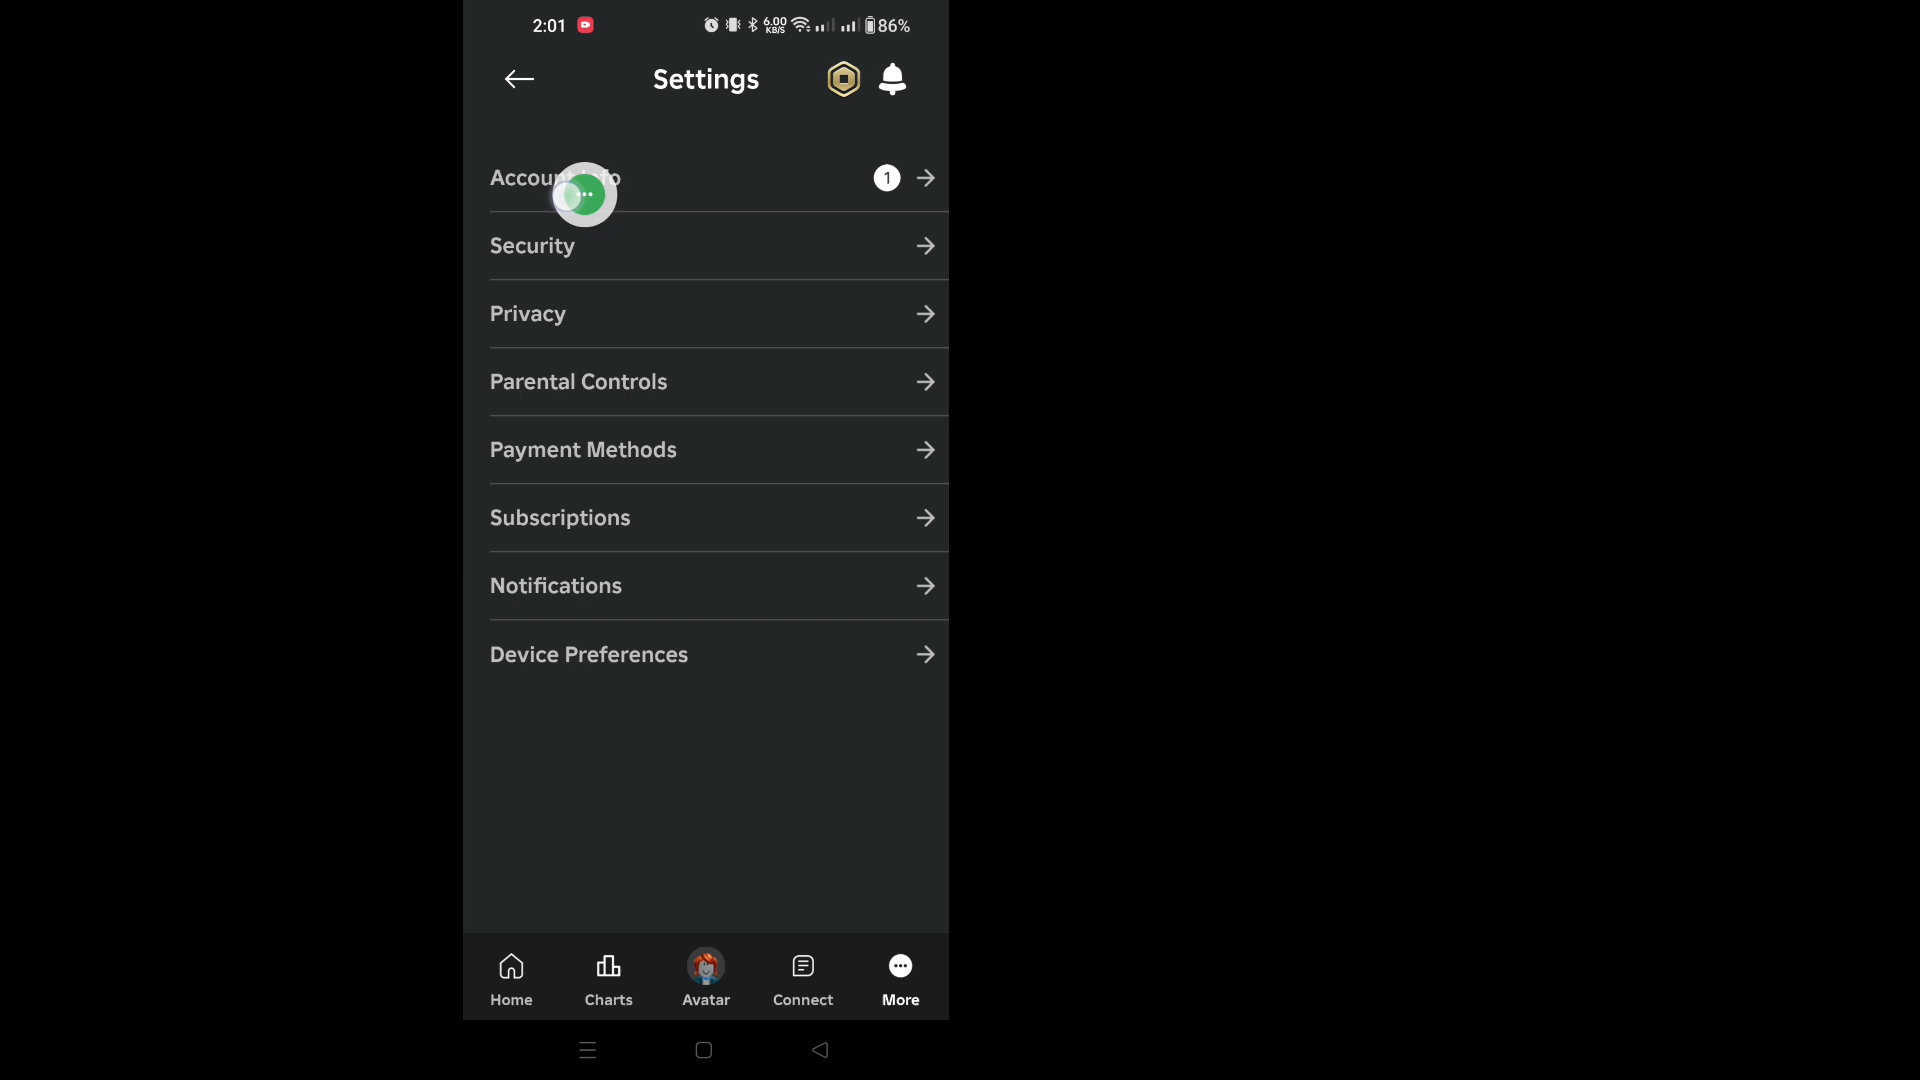 2:01 6.00 KB/S 86%
Settings
Account Info 1
Security
Privacy
Parental Controls
Payment Methods
Subscriptions
Notifications
Device Preferences
Home Charts Avatar Connect More